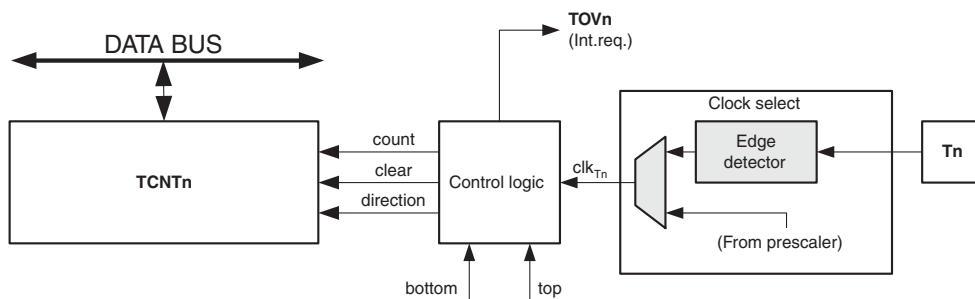 TOVn
(Int.req.)
DATA BUS
Clock select
count
Edge
detector
Tn
TCNTn
clear
Control logic
clkTn
direction
(From prescaler)
bottom
top